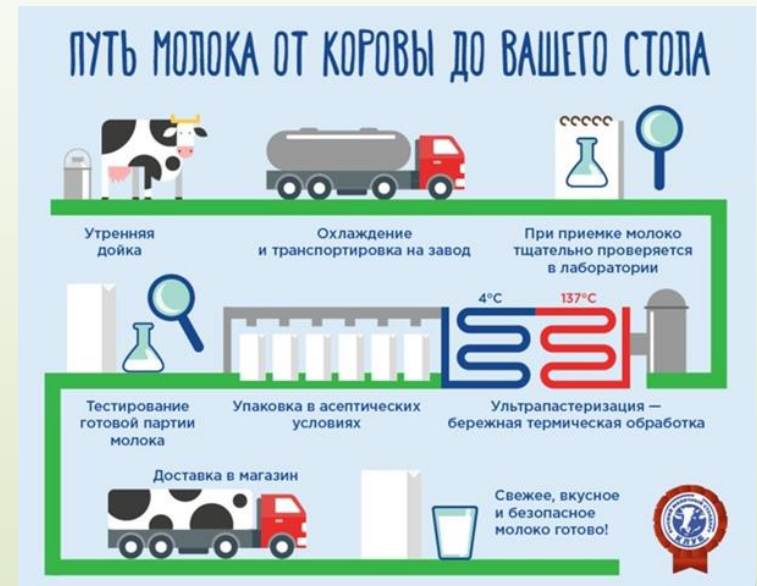 ПУТЬ МОЛОКА ОТ КОРОВЫ ДО ВАШЕГО СТОЛА
Утренняя
дойка
Охлаждение
и транспортировка на завод
При приемке молоко
тщательно проверяется
в лаборатории
4°С
137°С
Тестирование
готовой партии
молока
Упаковка в асептических
условиях
Ультрапастеризация —
бережная термическая обработка
Доставка в магазин
Свежее, вкусное
и безопасное
молоко готово!
КЛУБ